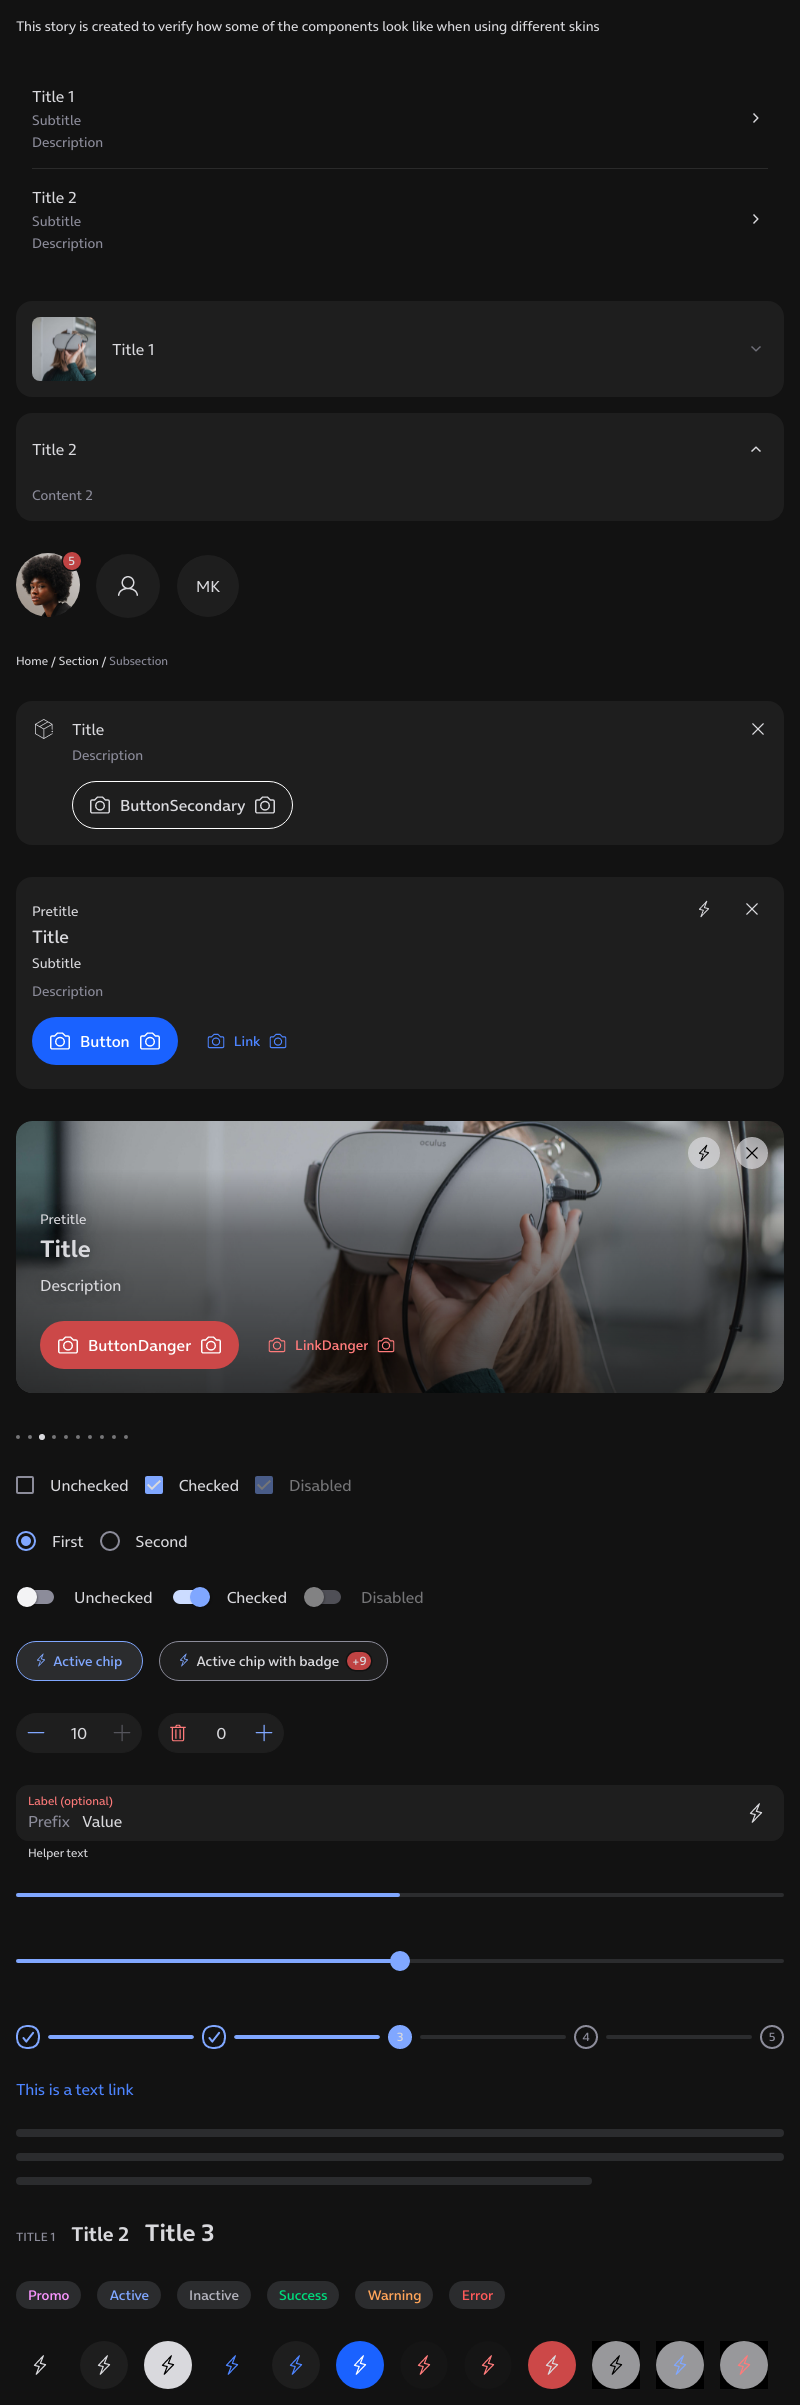 This story is created to verify how some of the components look like when using different skins
Title 1
Subtitle
Description
Title 2
Subtitle
Description
Title 1
Title 2
Content 2
5
MK
Home / Section / Subsection
Title
Description
ButtonSecondary
Pretitle
Title
Subtitle
Description
Button Link
oculus
Pretitle
Title
Description
ButtonDanger LinkDanger
Unchecked Checked Disabled
First Second
Unchecked Checked Disabled
Active chip Active chip with badge +9
10 0
Label (optional)
Prefix Value
Helper text
3 4 5
This is a text link
TITLE 1 Title 2 Title 3
Promo Active Inactive Success Warning Error